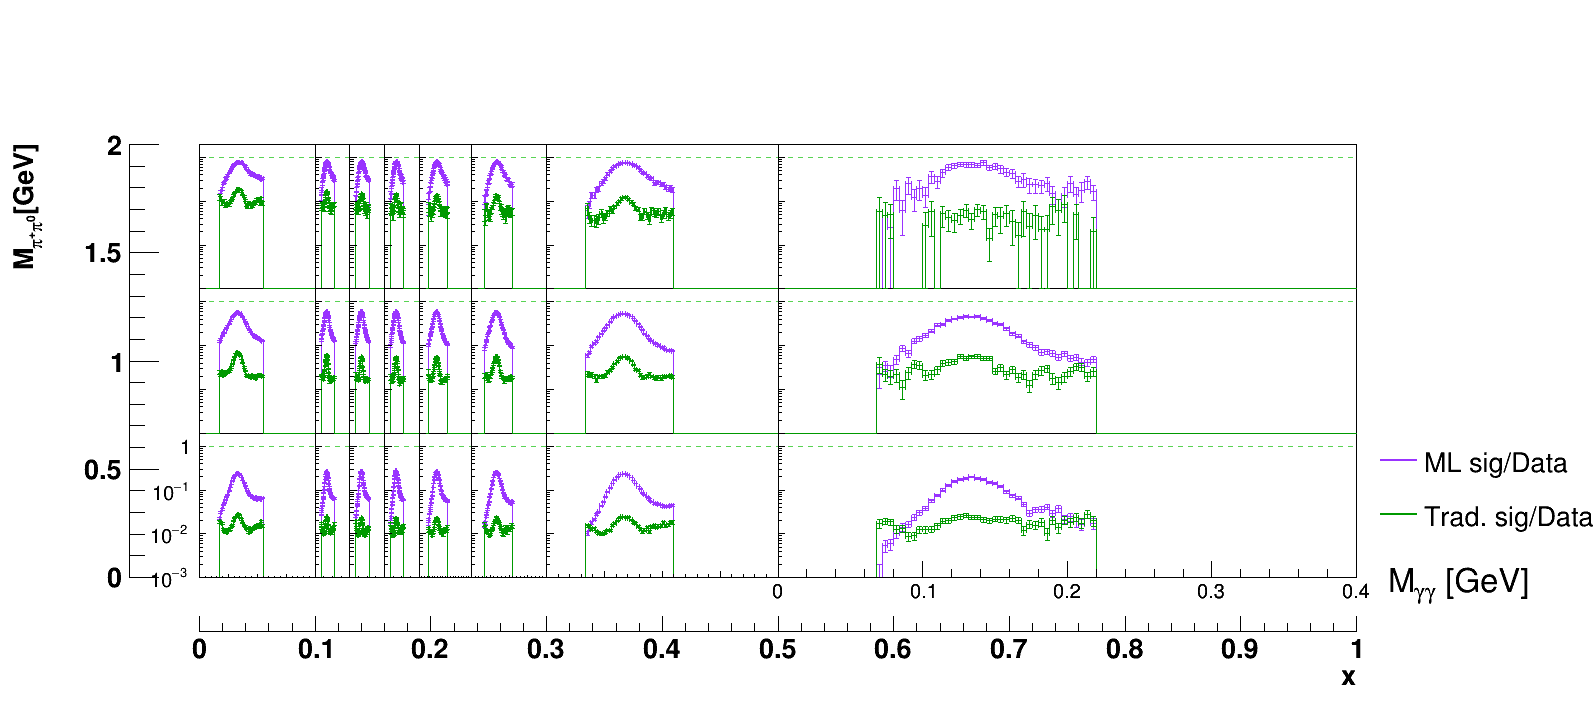 M π⁺π⁰ [GeV]
2
1.5
1
0.5
0
1
10⁻¹
10⁻²
10⁻³
0 0.1 0.2 0.3 0.4
M γγ [GeV]
ML sig/Data
Trad. sig/Data
0 0.1 0.2 0.3 0.4 0.5 0.6 0.7 0.8 0.9 1
x